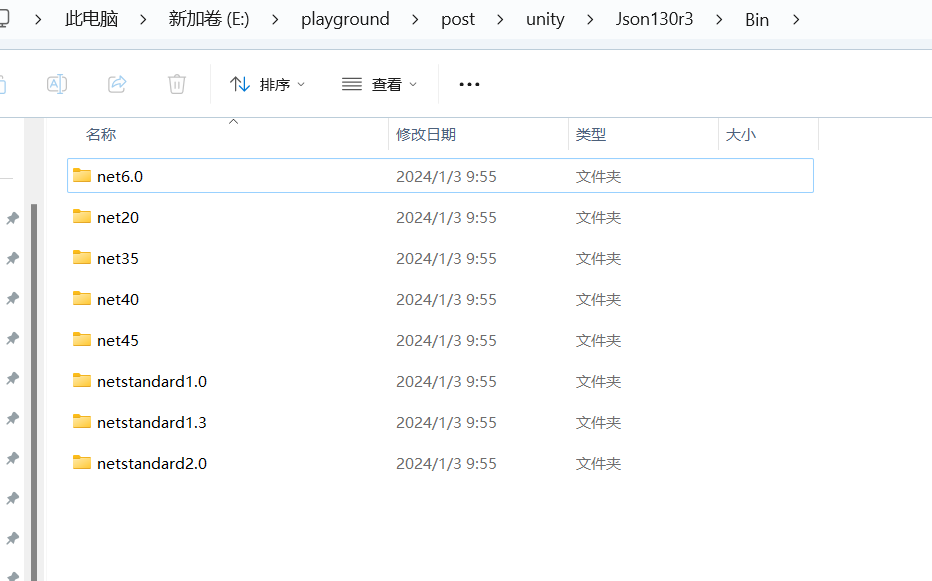 此电脑 > 新加卷 (E:) > playground > post > unity > Json130r3 > Bin >
排序 查看 ...
名称 修改日期 类型 大小
net6.0 2024/1/3 9:55 文件夹
net20 2024/1/3 9:55 文件夹
net35 2024/1/3 9:55 文件夹
net40 2024/1/3 9:55 文件夹
net45 2024/1/3 9:55 文件夹
netstandard1.0 2024/1/3 9:55 文件夹
netstandard1.3 2024/1/3 9:55 文件夹
netstandard2.0 2024/1/3 9:55 文件夹